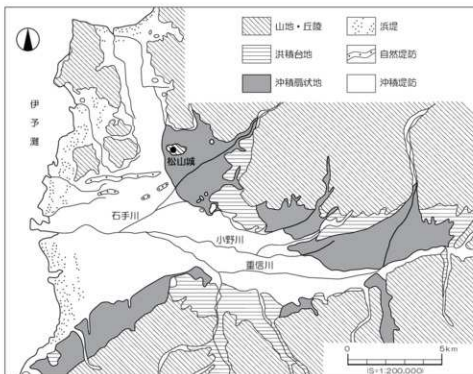 山地・丘陵
浜堤
洪積台地
自然堤防
沖積扇状地
沖積堤防
伊予灘
松山城
石手川
小野川
重信川
0
5km
(S=1:200,000)